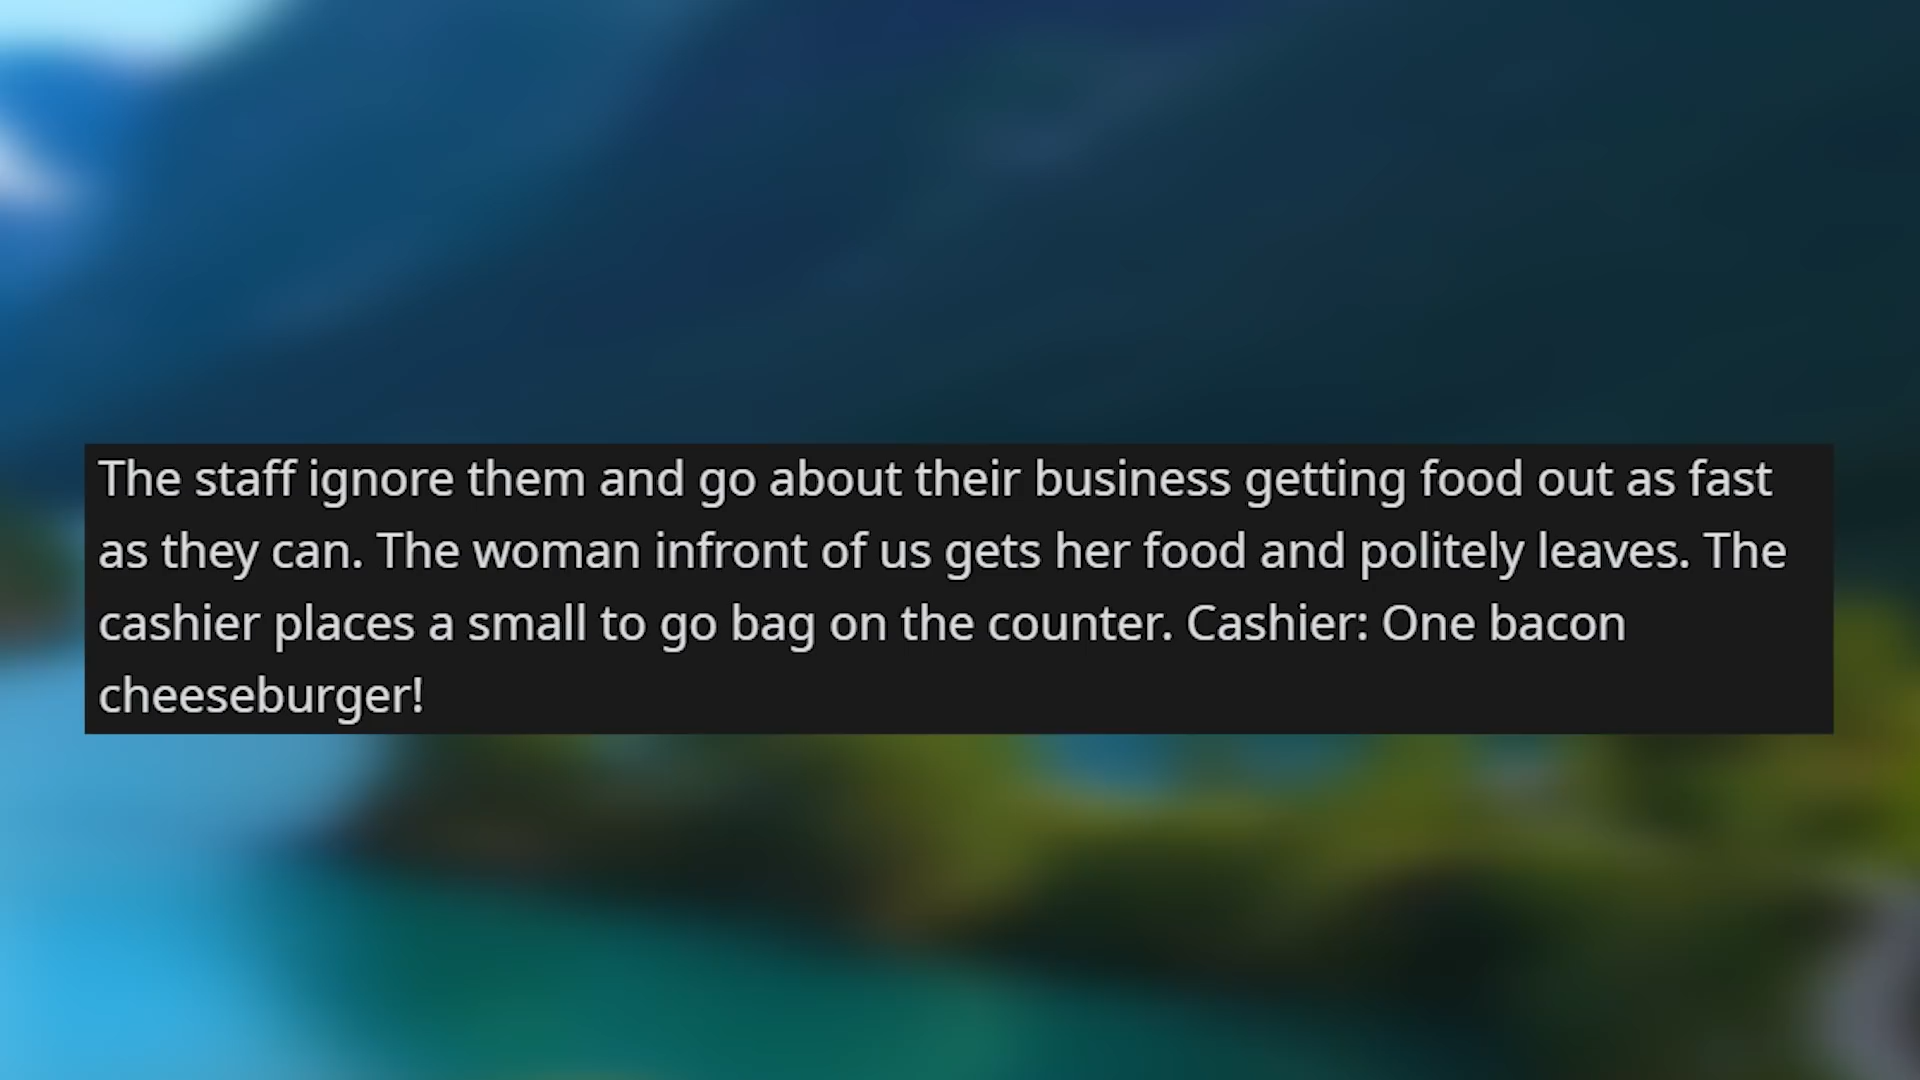 The staff ignore them and go about their business getting food out as fast
as they can. The woman infront of us gets her food and politely leaves. The
cashier places a small to go bag on the counter. Cashier: One bacon
cheeseburger!